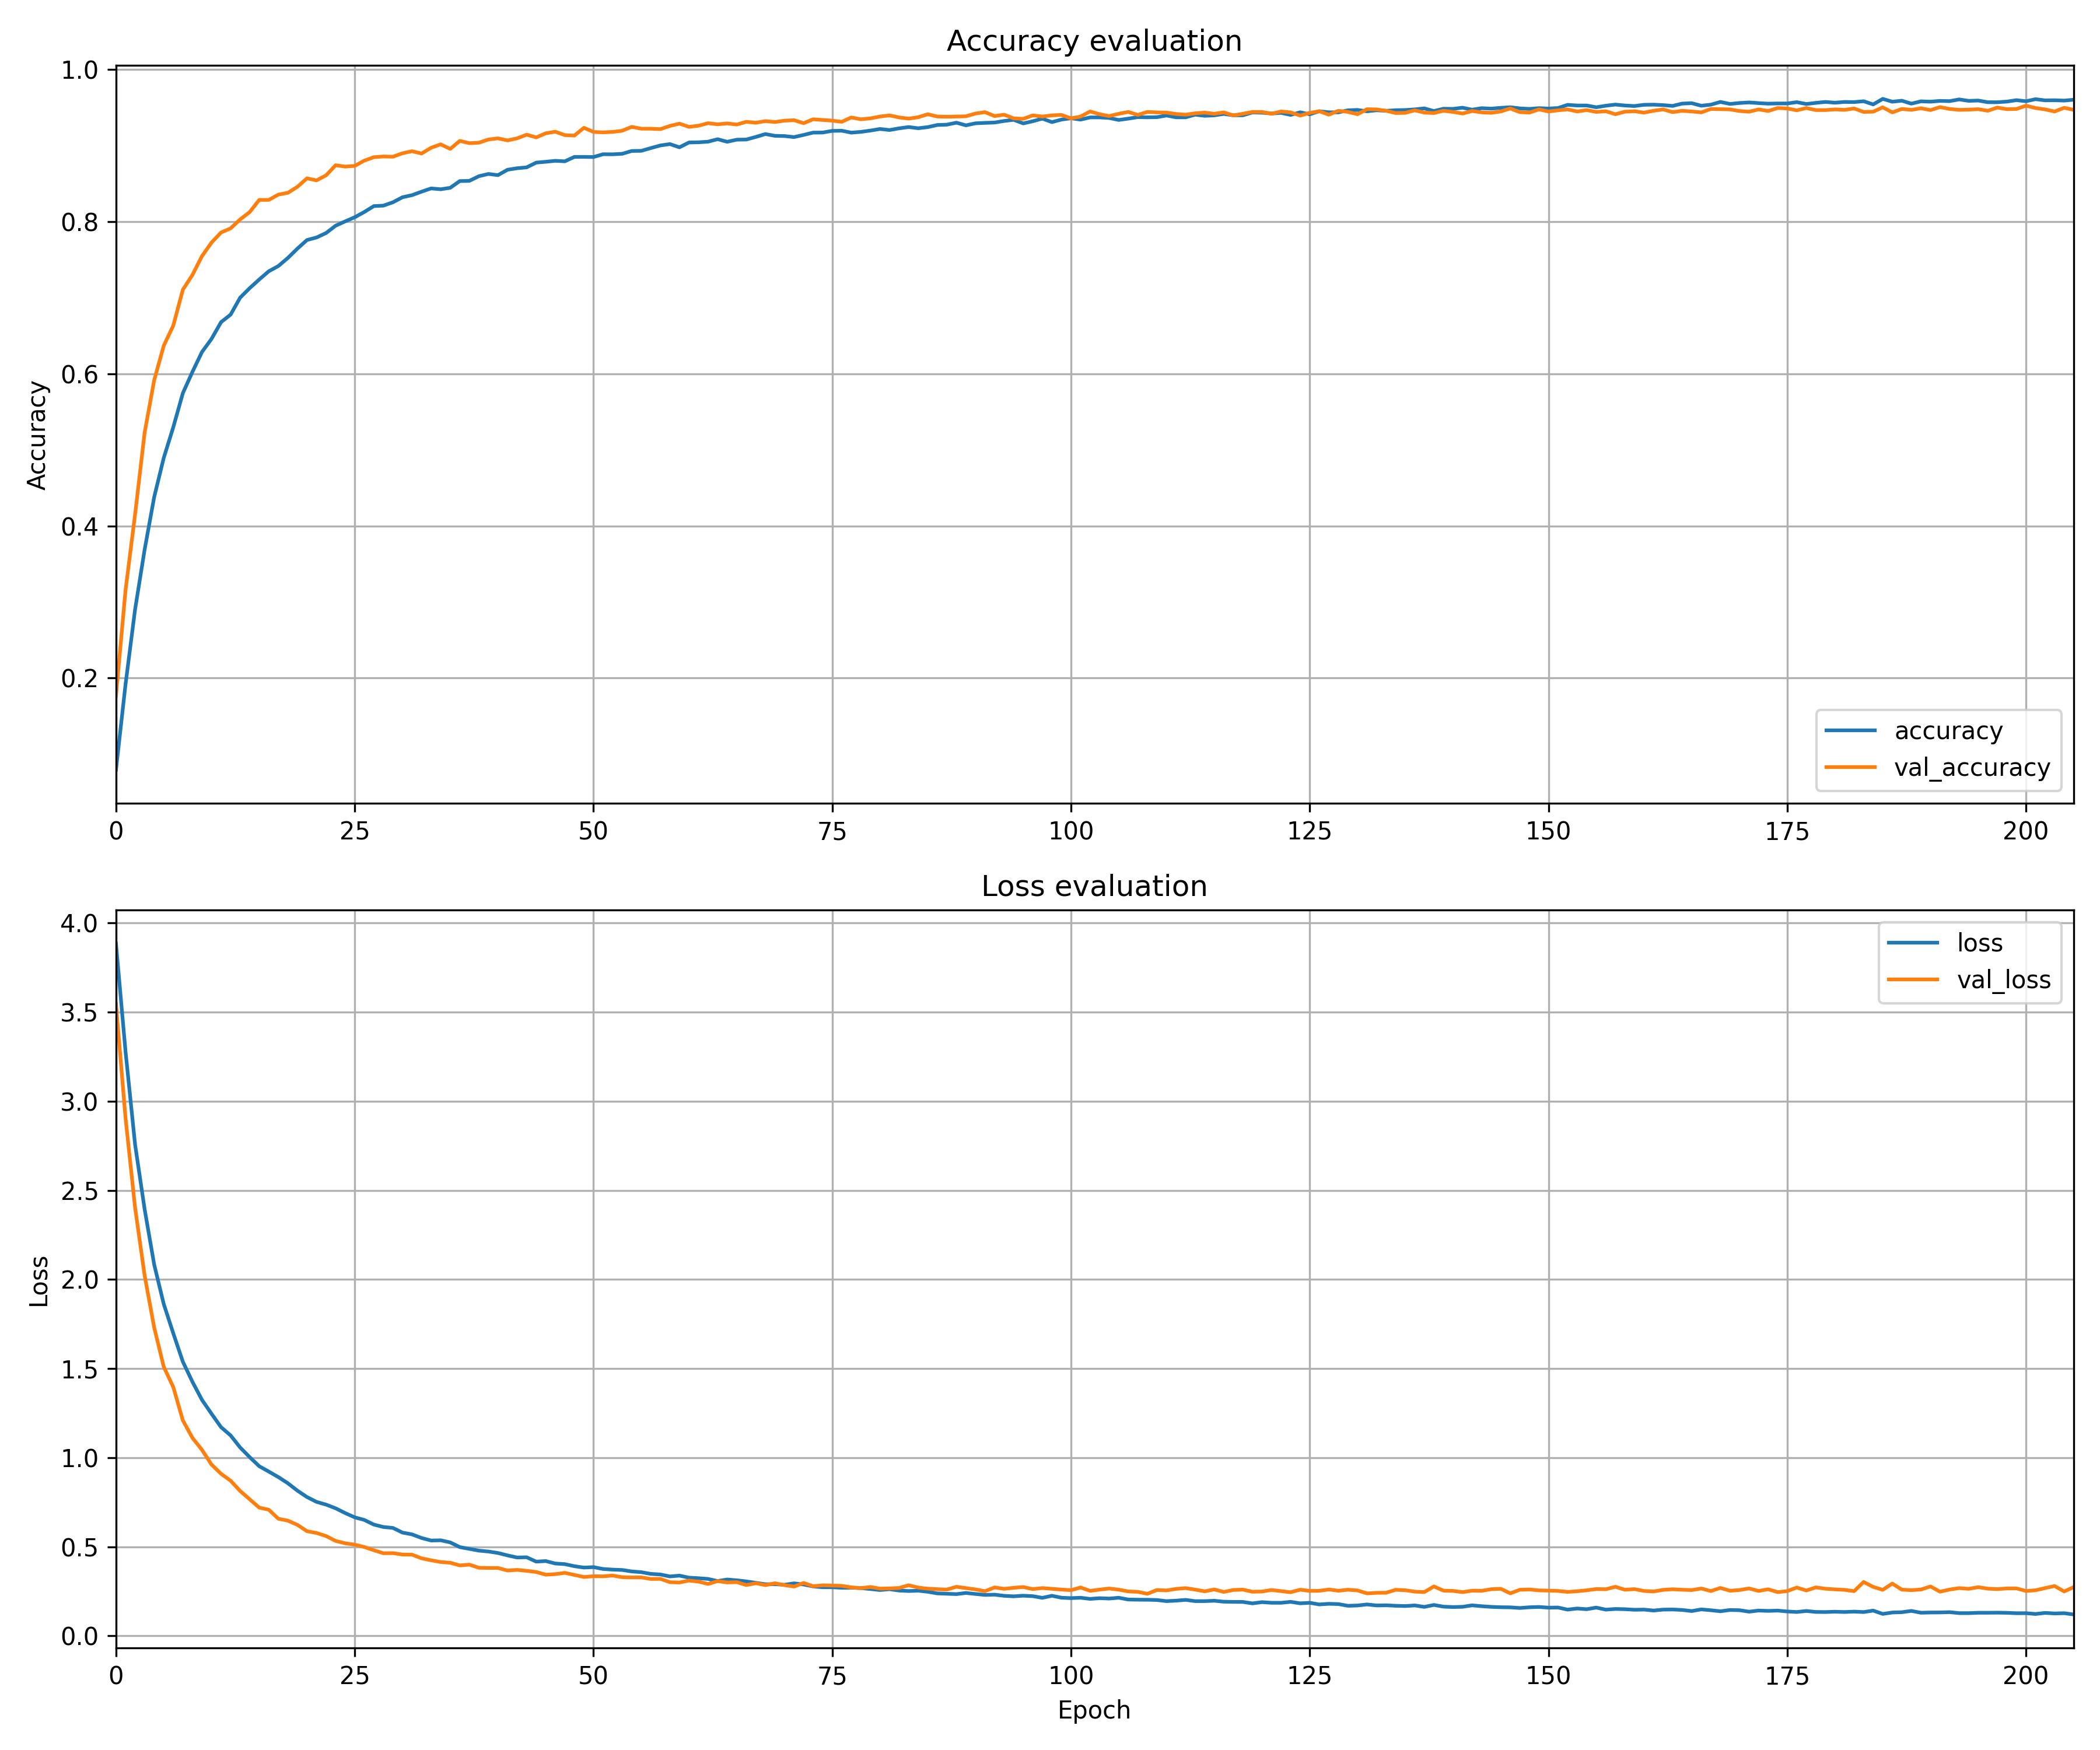 Accuracy evaluation
1.0
0.8
0.6
0.4
0.2
Accuracy
accuracy
val_accuracy
0 25 50 75 100 125 150 175 200
Loss evaluation
4.0
3.5
3.0
2.5
2.0
1.5
1.0
0.5
0.0
Loss
loss
val_loss
0 25 50 75 100 125 150 175 200
Epoch